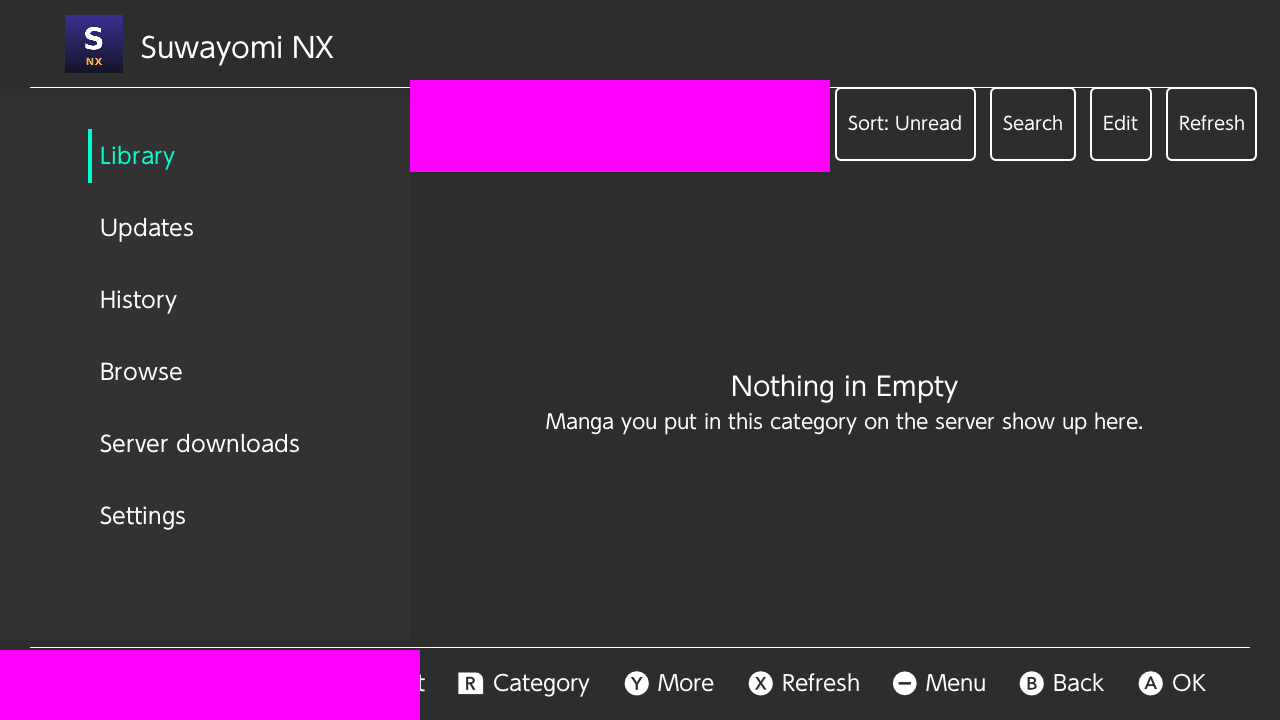 S
NX
Suwayomi NX
Sort: Unread
Search
Edit
Refresh
Library
Updates
History
Browse
Server downloads
Settings
Nothing in Empty
Manga you put in this category on the server show up here.
R Category
Y More
X Refresh
Menu
B Back
A OK